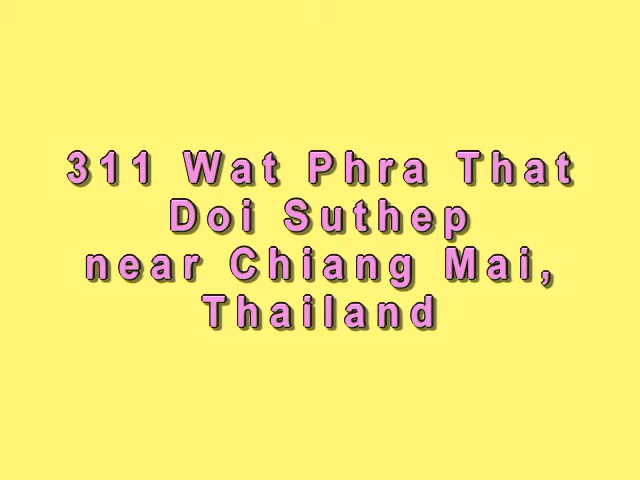 311 Wat Phra That
Doi Suthep
near Chiang Mai,
Thailand